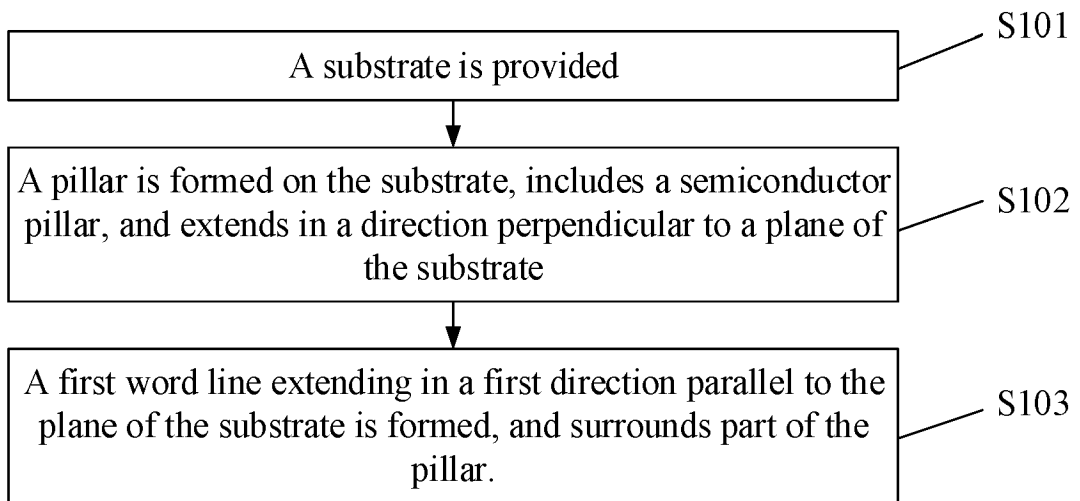 S101
A substrate is provided
A pillar is formed on the substrate, includes a semiconductor
pillar, and extends in a direction perpendicular to a plane of
the substrate
S102
A first word line extending in a first direction parallel to the
plane of the substrate is formed, and surrounds part of the
pillar.
S103